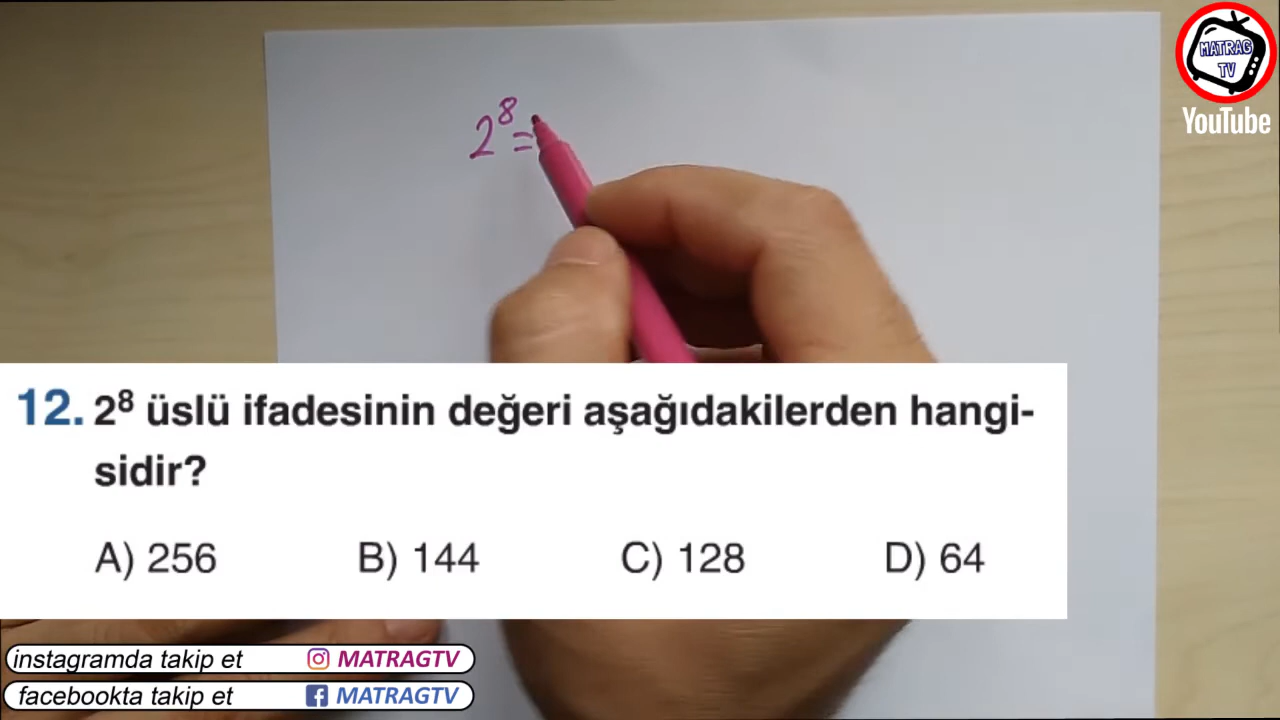 MATRAG
TV
YouTube
2⁸=
12. 2⁸ üslü ifadesinin değeri aşağıdakilerden hangi-
sidir?
A) 256 B) 144 C) 128 D) 64
instagramda takip et MATRAGTV
facebookta takip et MATRAGTV